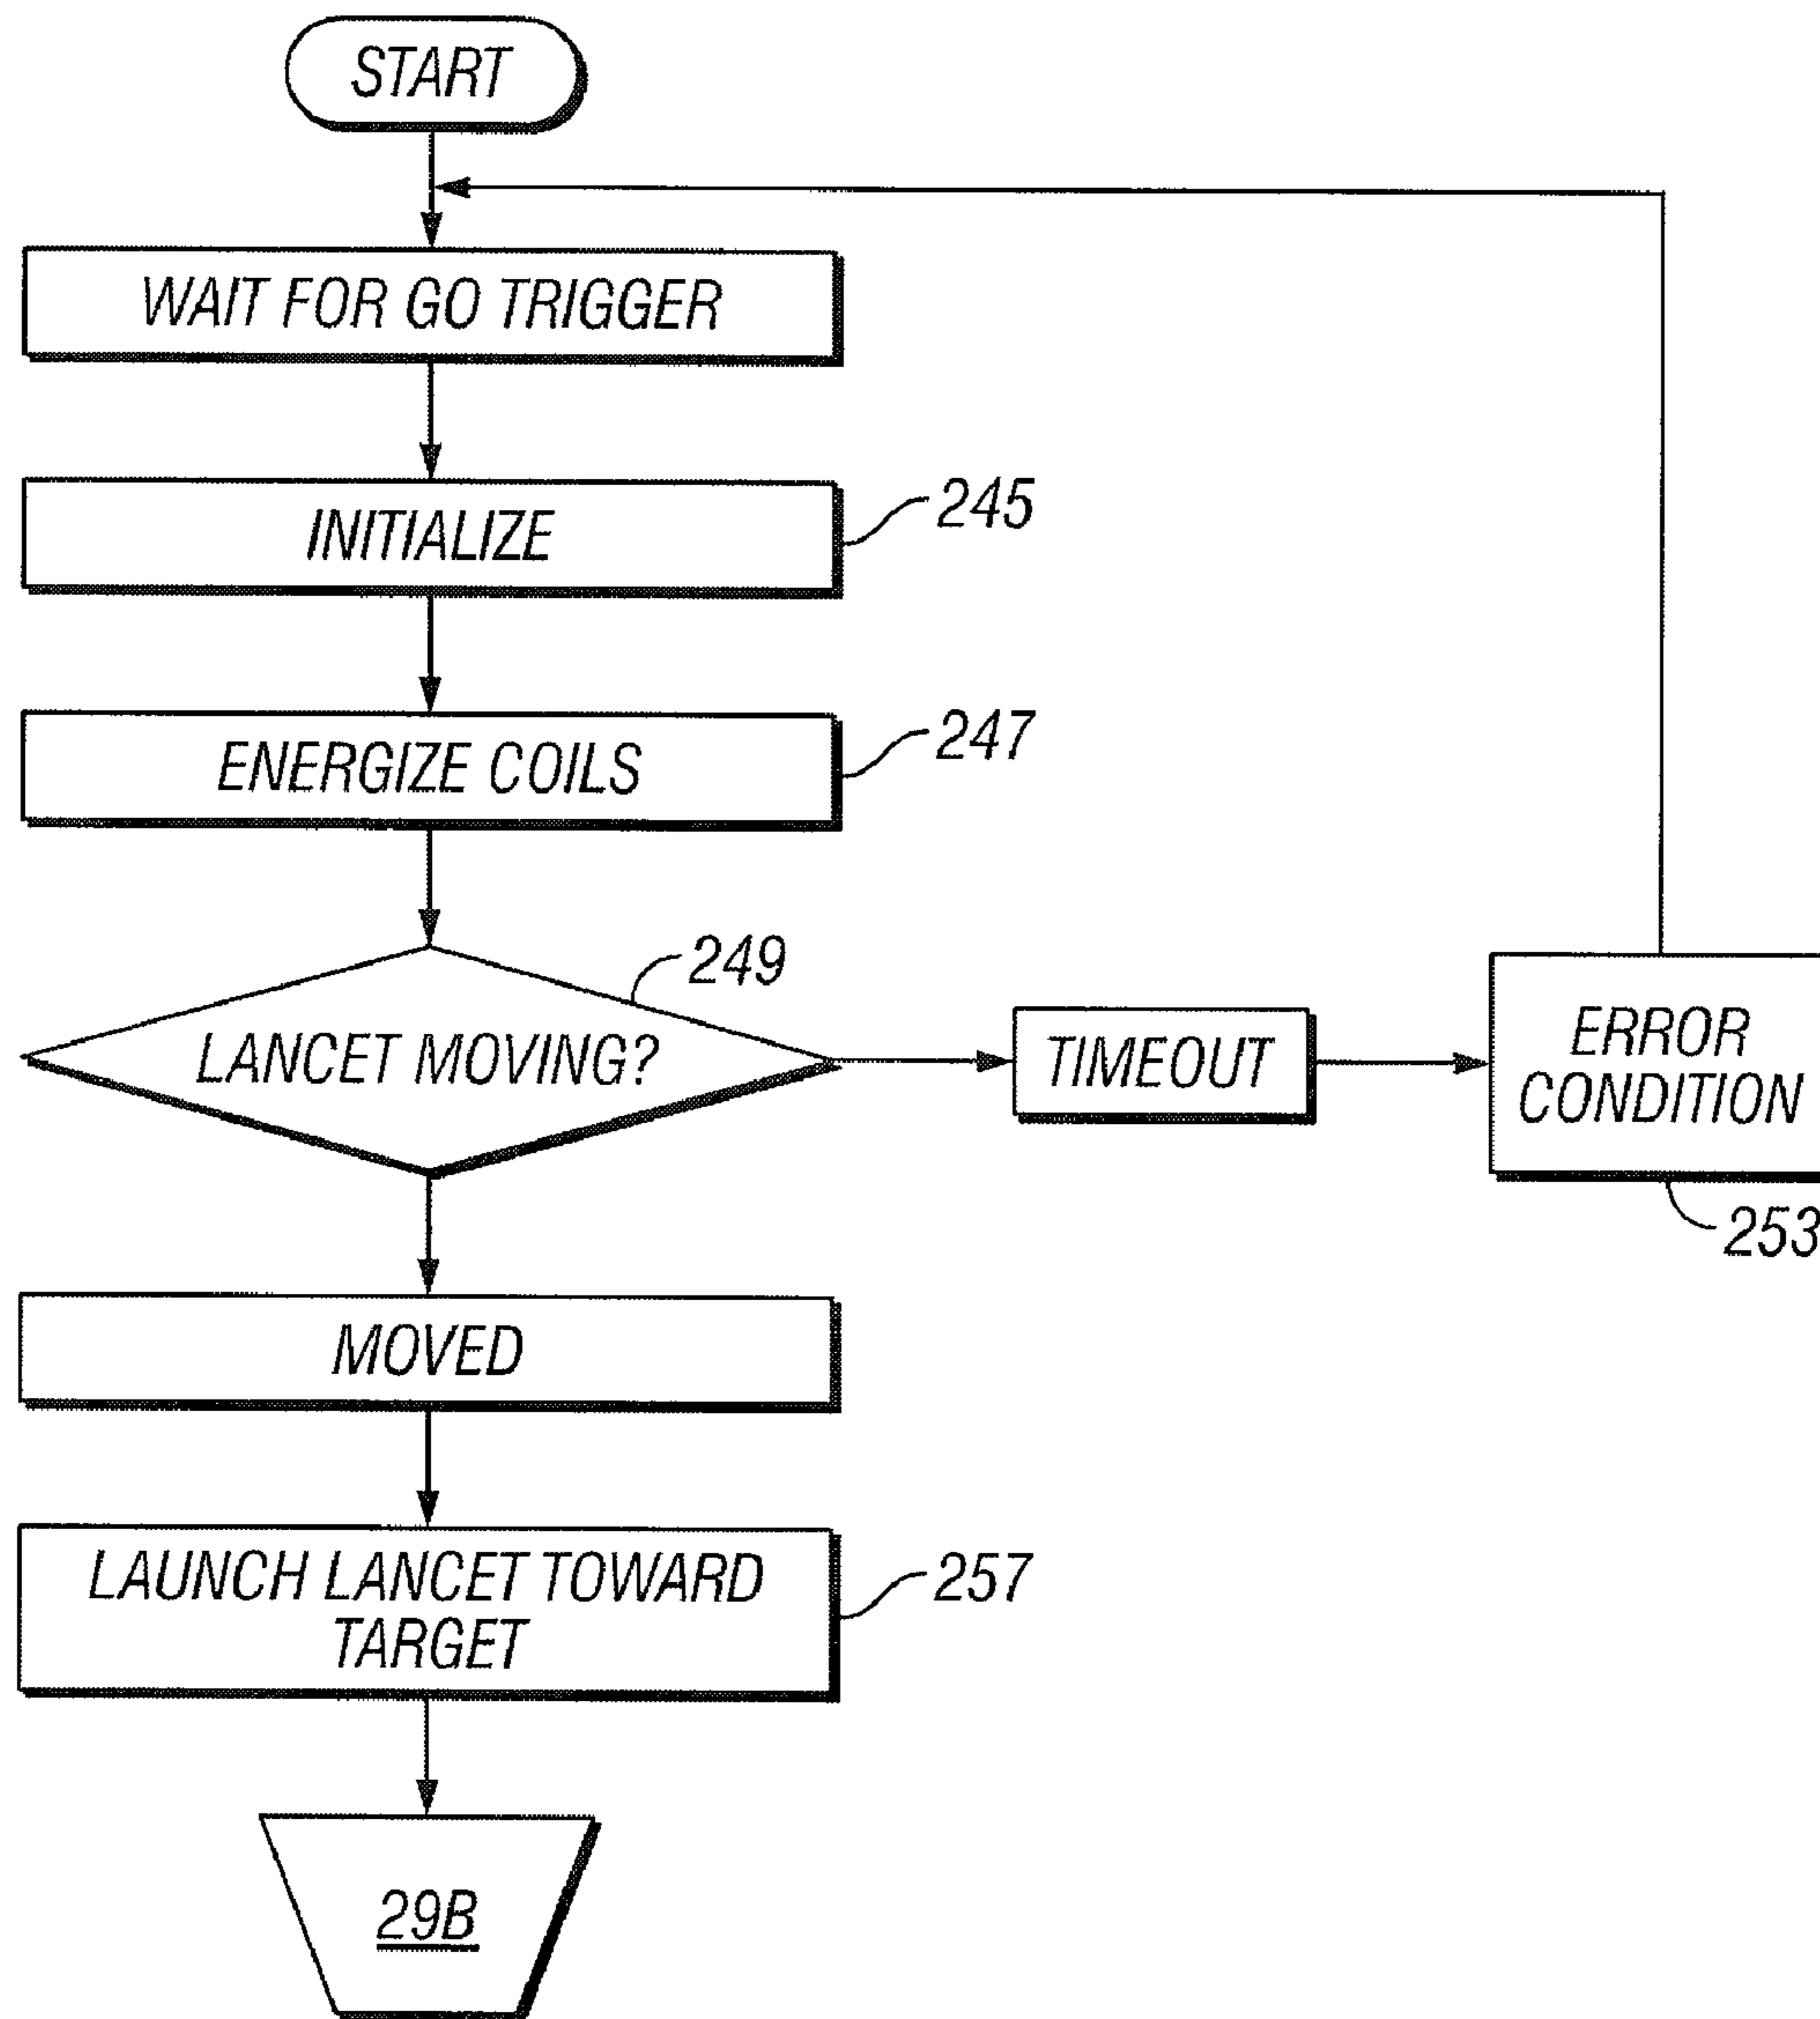 START
WAIT FOR GO TRIGGER
INITIALIZE
245
ENERGIZE COILS
247
249
LANCET MOVING?
TIMEOUT
ERROR
CONDITION
253
MOVED
LAUNCH LANCET TOWARD
TARGET
257
29B